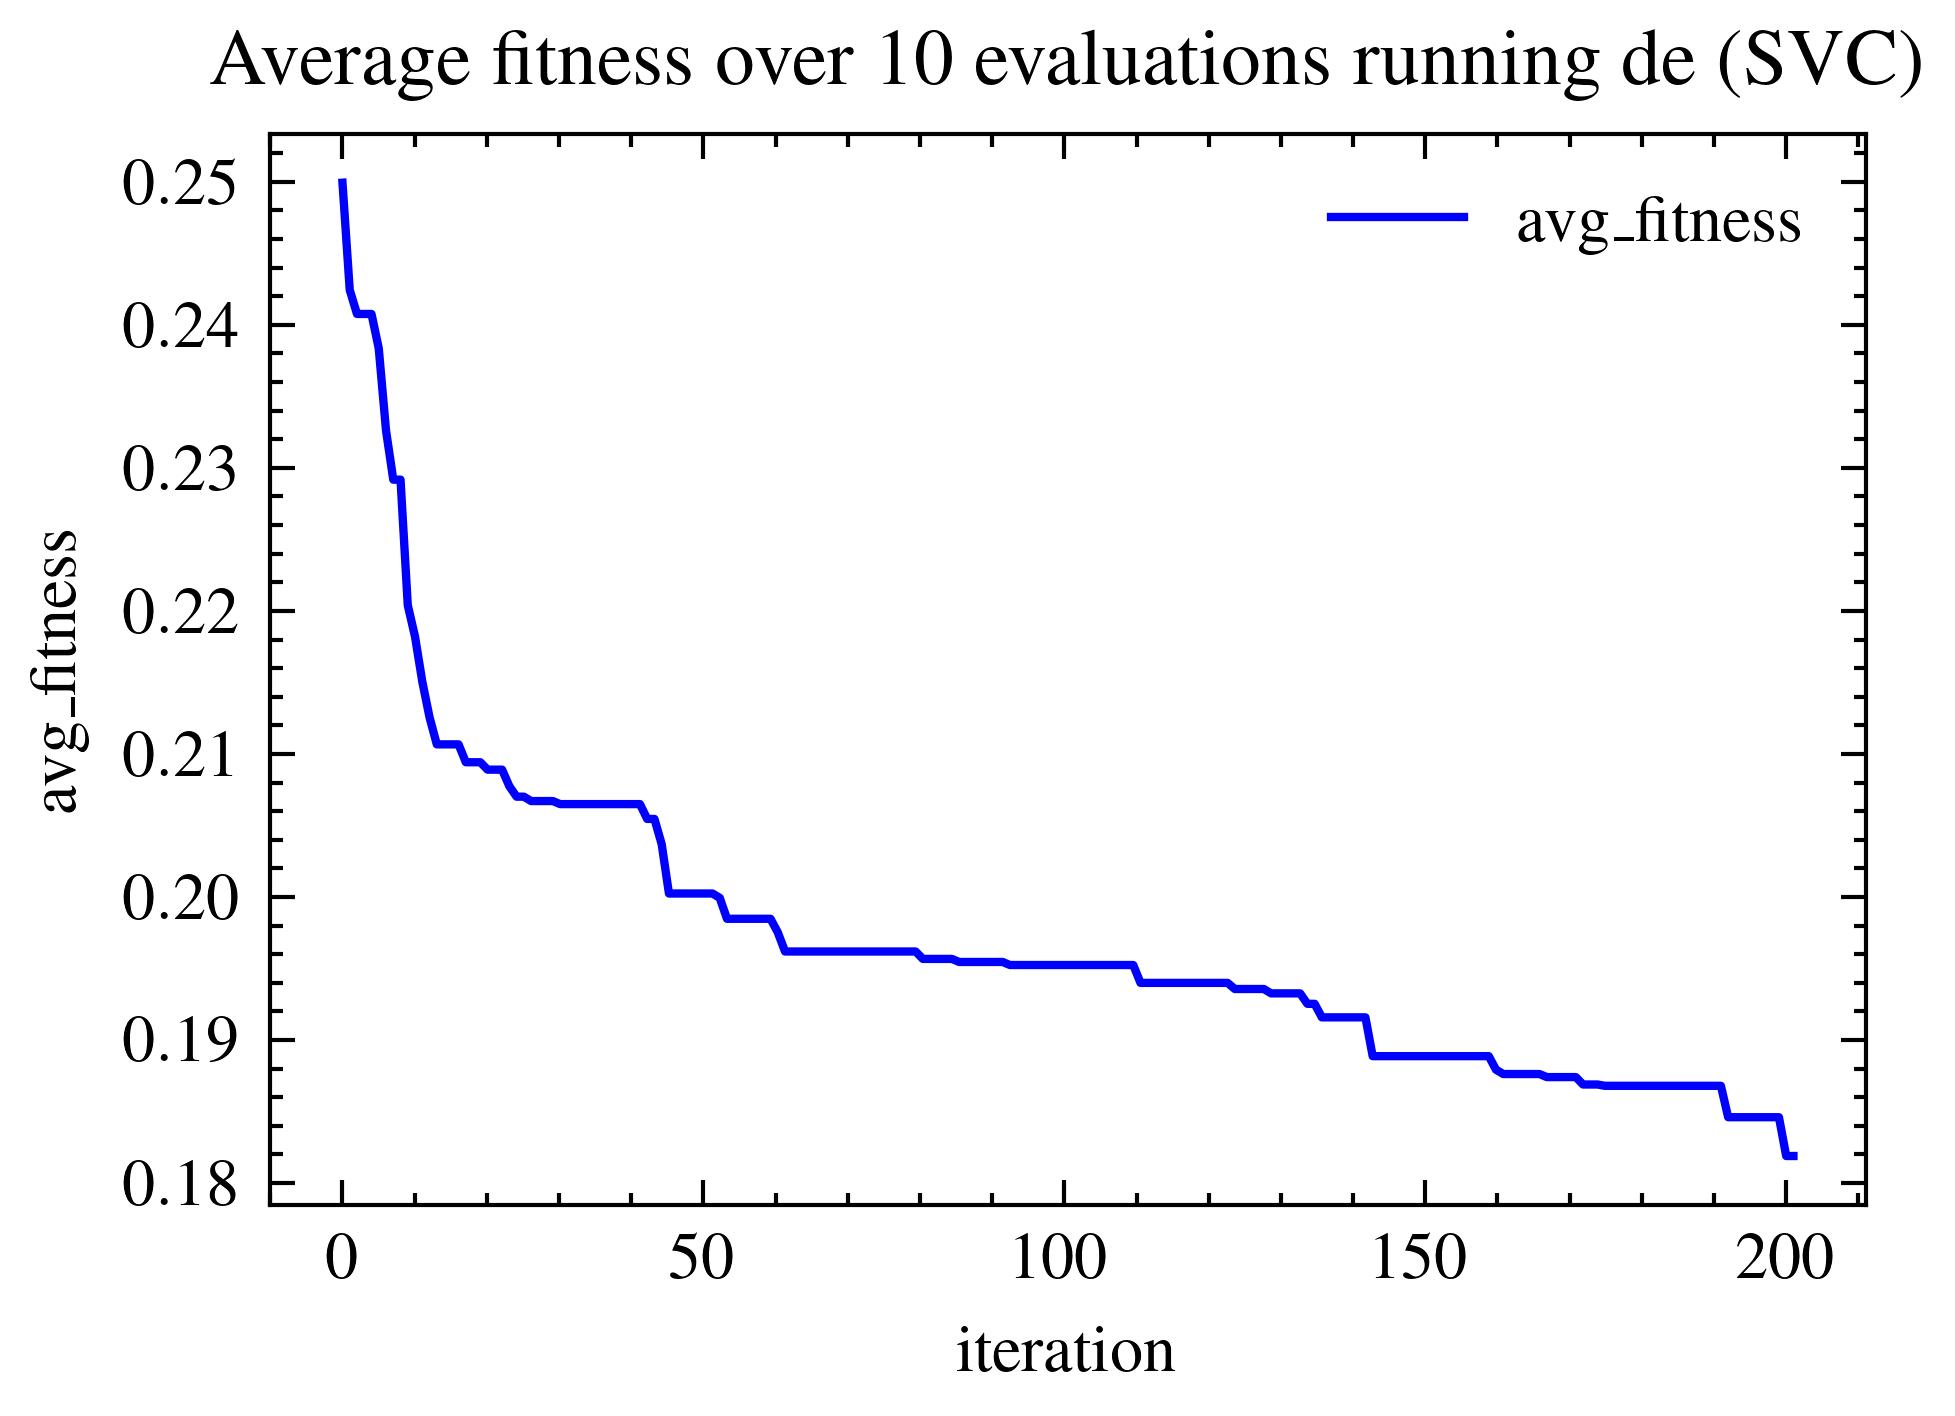 Average fitness over 10 evaluations running de (SVC)
avg_fitness
avg_fitness
0.25
0.24
0.23
0.22
0.21
0.20
0.19
0.18
0 50 100 150 200
iteration